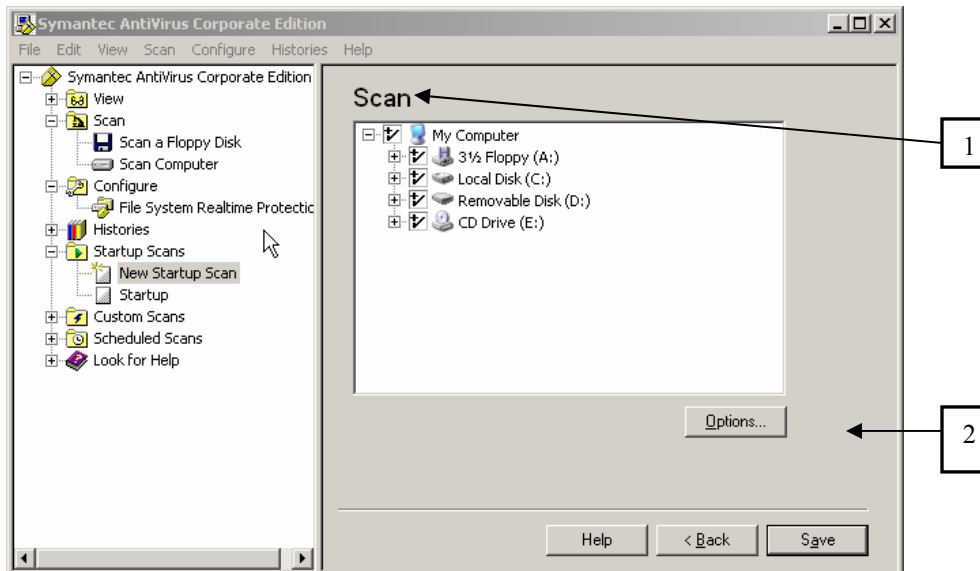 Symantec AntiVirus Corporate Edition
File Edit View Scan Configure Histories Help
Symantec AntiVirus Corporate Edition
View
Scan
Scan a Floppy Disk
Scan Computer
Configure
File System Realtime Protectic
Histories
Startup Scans
New Startup Scan
Startup
Custom Scans
Scheduled Scans
Look for Help
Scan
My Computer
3½ Floppy (A:)
Local Disk (C:)
Removable Disk (D:)
CD Drive (E:)
Options...
Help
< Back
Save
1
2